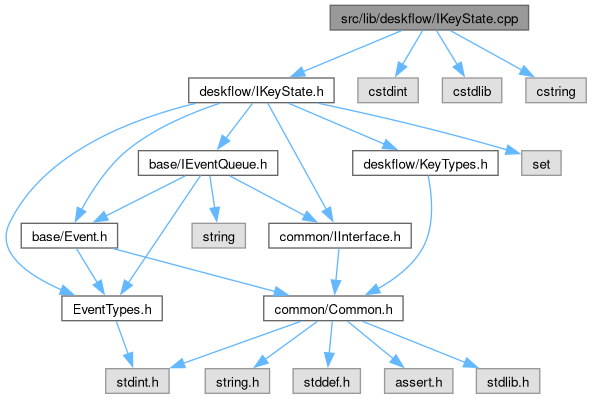 src/lib/deskflow/IKeyState.cpp
deskflow/IKeyState.h
cstdint
cstdlib
cstring
base/IEventQueue.h
deskflow/KeyTypes.h
set
base/Event.h
string
common/IInterface.h
EventTypes.h
common/Common.h
stdint.h
string.h
stddef.h
assert.h
stdlib.h